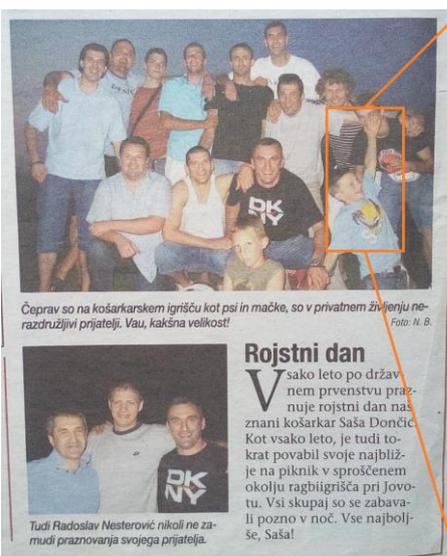 Čeprav so na košarkarskem igrišču kot psi in mačke, so v privatnem življenju ne-
razdružljivi prijatelji. Vau, kakšna velikost!
Foto: N. B.
DK
NY
Rojstni dan
Vsako leto po držav-
nem prvenstvu praz-
nuje rojstni dan naš
znani košarkar Saša Dončić.
Kot vsako leto, je tudi to-
krat povabil svoje najbliž-
je na piknik v sproščenem
okolju ragbiigrišča pri Jovo-
tu. Vsi skupaj so se zabava-
li pozno v noč. Vse najbolj-
še, Saša!
DK
NY
Tudi Radoslav Nesterović nikoli ne za-
mudi praznovanja svojega prijatelja.